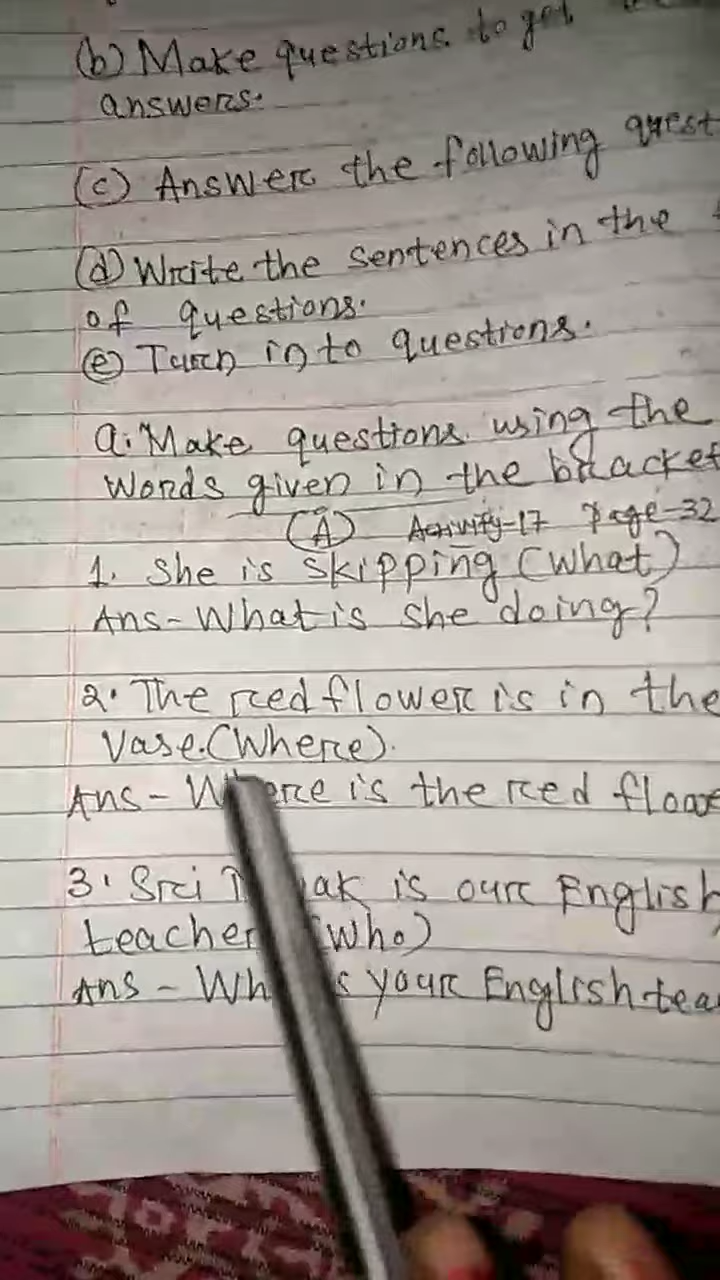 (b) Make questions to get
answers.
(c) Answer the following quest
(d) Write the sentences in the
of questions.
(e) Turn into questions.
a. Make questions using the
words given in the bracket
(A) Activity-17 Page-32
1. She is skipping (what)
Ans- What is she doing?
2. The red flower is in the
vase.(Where).
Ans - Where is the red flow
3. Sri ak is our English
teacher (who)
Ans - Wh s your English tea